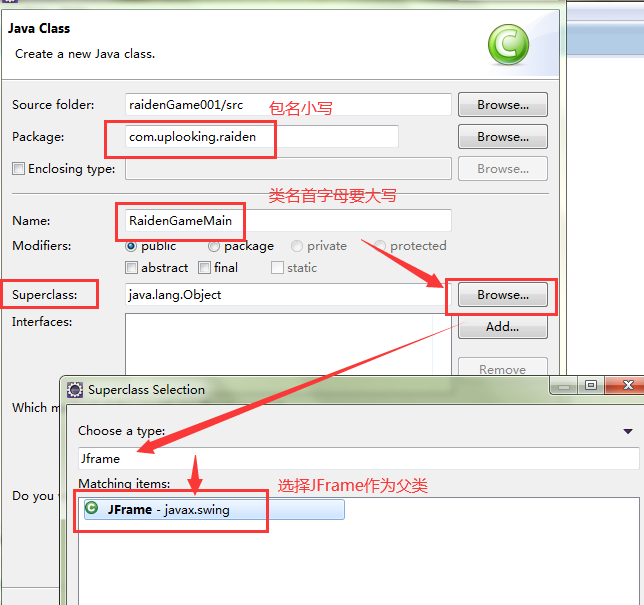 Java Class
Create a new Java class.
Source folder: raidenGame001/src Browse...
包名小写
Package: com.uplooking.raiden Browse...
Enclosing type: Browse...
类名首字母要大写
Name: RaidenGameMain
Modifiers: public package private protected
abstract final static
Superclass: java.lang.Object Browse...
Interfaces: Add...
Remove
Superclass Selection
Which m
Choose a type:
Jframe
Matching items:
选择JFrame作为父类
Do you
JFrame - javax.swing